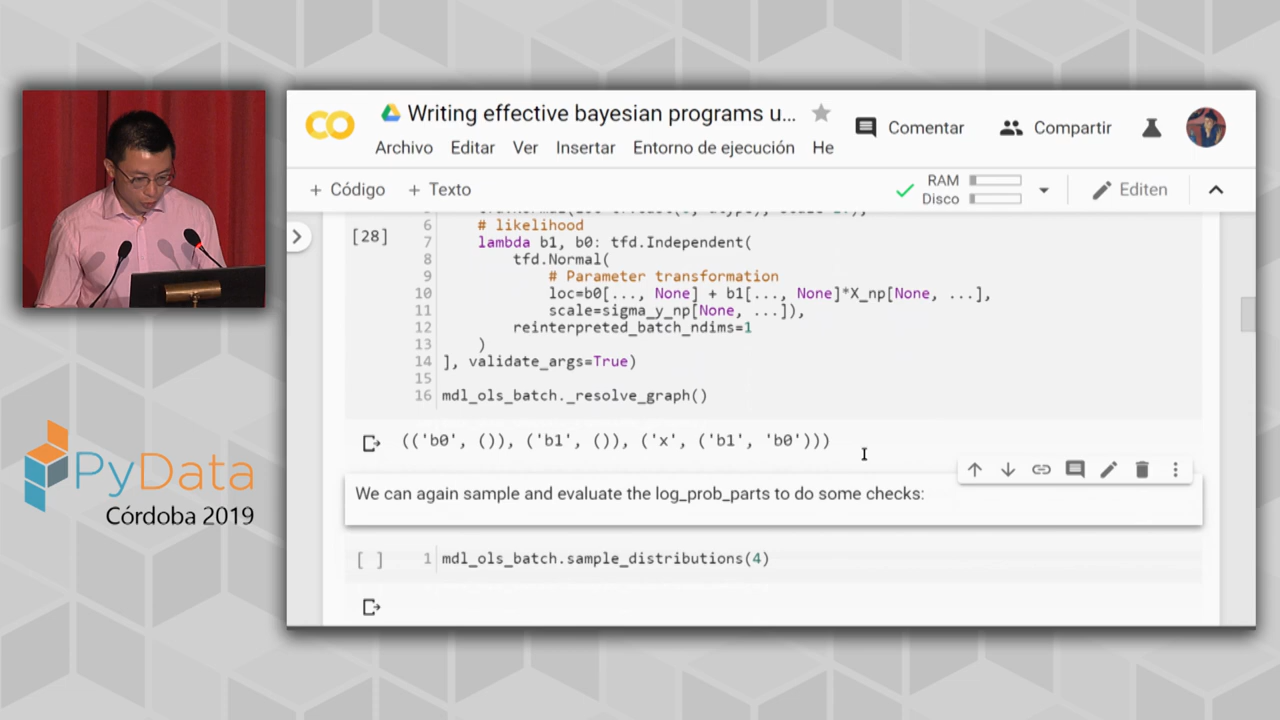 CO
Writing effective bayesian programs u...
Comentar
Compartir
Archivo Editar Ver Insertar Entorno de ejecución He
+ Código + Texto
RAM
Disco
Editen
[28]
6 # likelihood
7 lambda b1, b0: tfd.Independent(
8 tfd.Normal(
9 # Parameter transformation
10 loc=b0[..., None] + b1[..., None]*X_np[None, ...],
11 scale=sigma_y_np[None, ...]),
12 reinterpreted_batch_ndims=1
13 )
14 ], validate_args=True)
15
16 mdl_ols_batch._resolve_graph()
(('b0', ()), ('b1', ()), ('x', ('b1', 'b0')))
We can again sample and evaluate the log_prob_parts to do some checks:
[ ] 1 mdl_ols_batch.sample_distributions(4)
PyData
Córdoba 2019